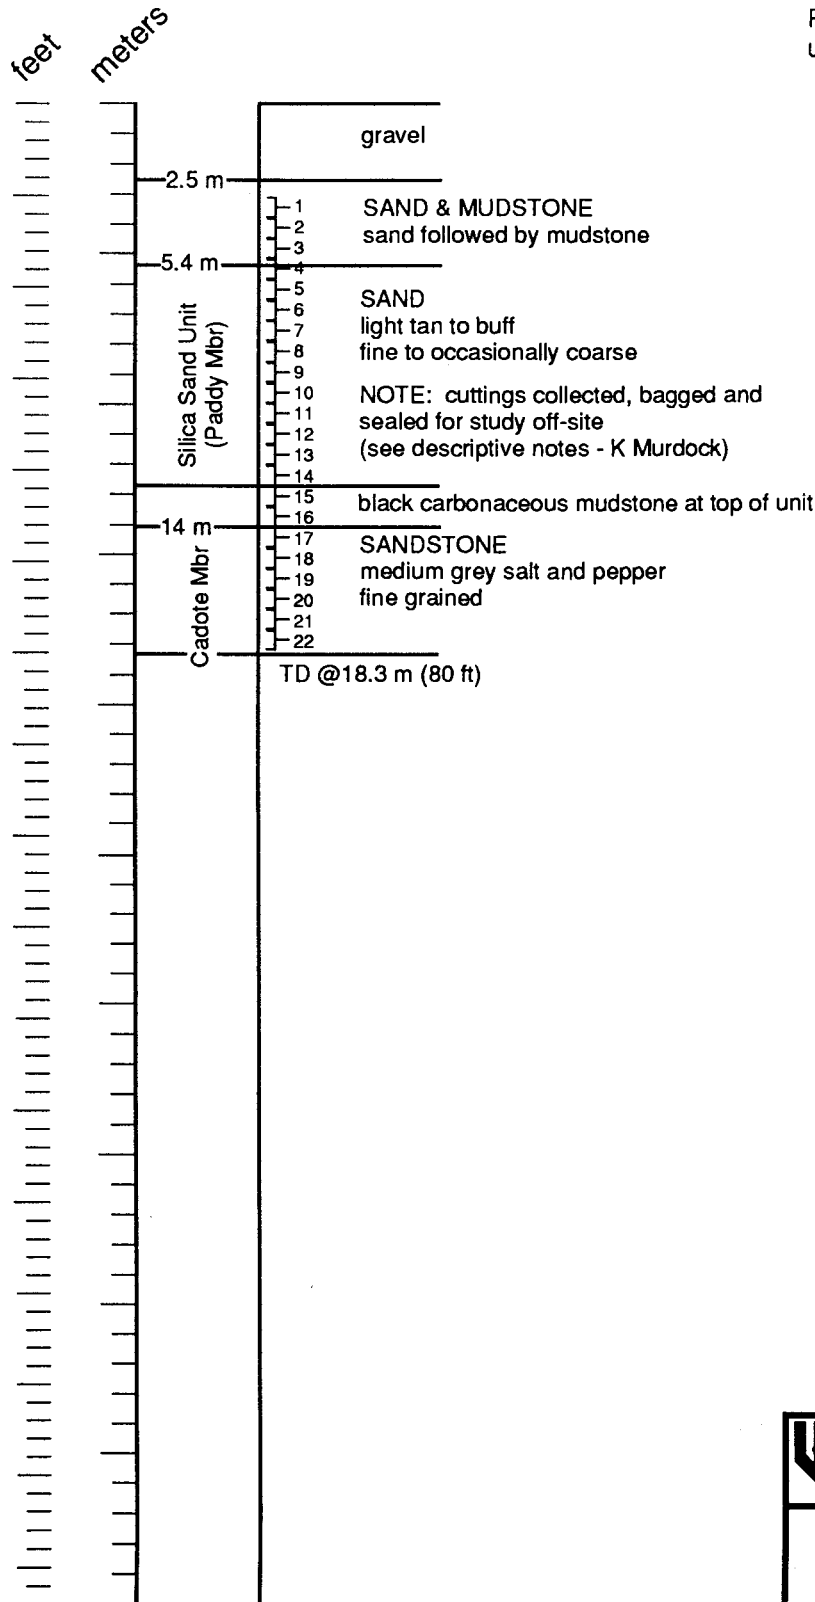 feet
meters
gravel
2.5 m
1
SAND & MUDSTONE
2
sand followed by mudstone
3
5.4 m
4
5
SAND
6
light tan to buff
7
8
fine to occasionally coarse
9
Silica Sand Unit
(Paddy Mbr)
10
NOTE: cuttings collected, bagged and
11
sealed for study off-site
12
(see descriptive notes - K Murdock)
13
14
15
black carbonaceous mudstone at top of unit
16
14 m
17
SANDSTONE
18
medium grey salt and pepper
19
fine grained
20
Cadote Mbr
21
22
TD @18.3 m (80 ft)